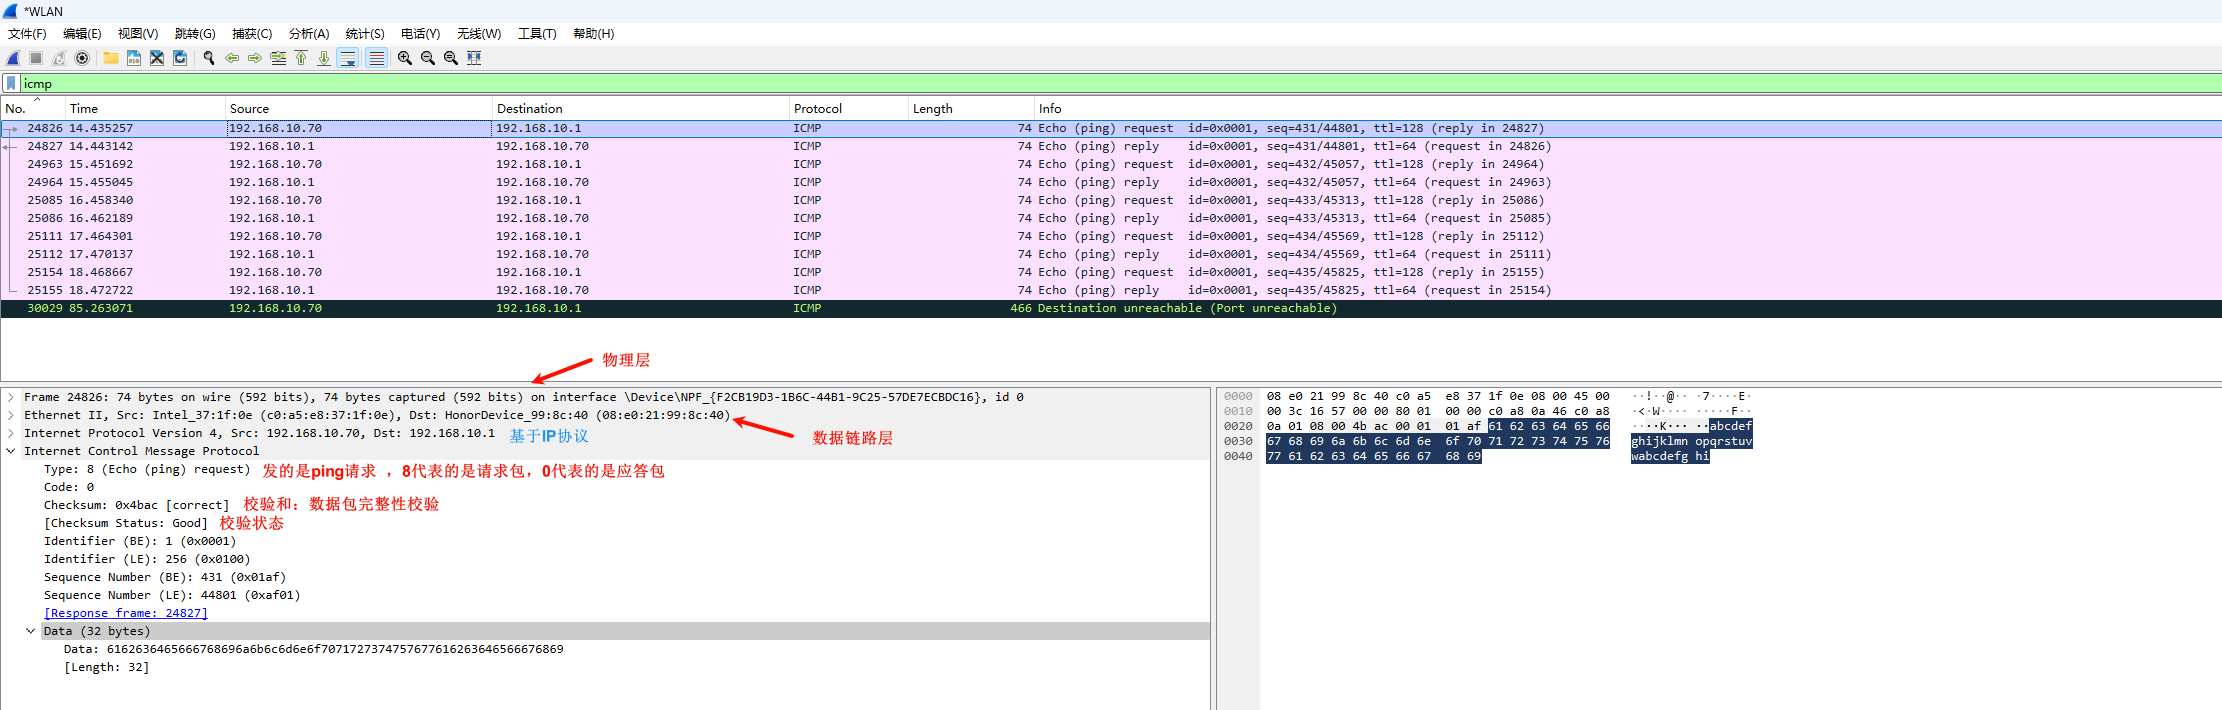 *WLAN
文件(F) 编辑(E) 视图(V) 跳转(G) 捕获(C) 分析(A) 统计(S) 电话(Y) 无线(W) 工具(T) 帮助(H)
icmp
No. Time Source Destination Protocol Length Info
24826 14.435257 192.168.10.70 192.168.10.1 ICMP 74 Echo (ping) request id=0x0001, seq=431/44801, ttl=128 (reply in 24827)
24827 14.443142 192.168.10.1 192.168.10.70 ICMP 74 Echo (ping) reply id=0x0001, seq=431/44801, ttl=64 (request in 24826)
24963 15.451692 192.168.10.70 192.168.10.1 ICMP 74 Echo (ping) request id=0x0001, seq=432/45057, ttl=128 (reply in 24964)
24964 15.455045 192.168.10.1 192.168.10.70 ICMP 74 Echo (ping) reply id=0x0001, seq=432/45057, ttl=64 (request in 24963)
25085 16.458340 192.168.10.70 192.168.10.1 ICMP 74 Echo (ping) request id=0x0001, seq=433/45313, ttl=128 (reply in 25086)
25086 16.462189 192.168.10.1 192.168.10.70 ICMP 74 Echo (ping) reply id=0x0001, seq=433/45313, ttl=64 (request in 25085)
25111 17.464301 192.168.10.70 192.168.10.1 ICMP 74 Echo (ping) request id=0x0001, seq=434/45569, ttl=128 (reply in 25112)
25112 17.470137 192.168.10.1 192.168.10.70 ICMP 74 Echo (ping) reply id=0x0001, seq=434/45569, ttl=64 (request in 25111)
25154 18.468667 192.168.10.70 192.168.10.1 ICMP 74 Echo (ping) request id=0x0001, seq=435/45825, ttl=128 (reply in 25155)
25155 18.472722 192.168.10.1 192.168.10.70 ICMP 74 Echo (ping) reply id=0x0001, seq=435/45825, ttl=64 (request in 25154)
30029 85.263071 192.168.10.70 192.168.10.1 ICMP 466 Destination unreachable (Port unreachable)
物理层
Frame 24826: 74 bytes on wire (592 bits), 74 bytes captured (592 bits) on interface \Device\NPF_{F2CB19D3-1B6C-44B1-9C25-57DE7ECBDC16}, id 0
Ethernet II, Src: Intel_37:1f:0e (c0:a5:e8:37:1f:0e), Dst: HonorDevice_99:8c:40 (08:e0:21:99:8c:40)
数据链路层
Internet Protocol Version 4, Src: 192.168.10.70, Dst: 192.168.10.1 基于IP协议
Internet Control Message Protocol
Type: 8 (Echo (ping) request) 发的是ping请求 ，8代表的是请求包，0代表的是应答包
Code: 0
Checksum: 0x4bac [correct] 校验和：数据包完整性校验
[Checksum Status: Good] 校验状态
Identifier (BE): 1 (0x0001)
Identifier (LE): 256 (0x0100)
Sequence Number (BE): 431 (0x01af)
Sequence Number (LE): 44801 (0xaf01)
[Response frame: 24827]
Data (32 bytes)
Data: 6162636465666768696a6b6c6d6e6f7071727374757677616263646566676869
[Length: 32]
0000 08 e0 21 99 8c 40 c0 a5 e8 37 1f 0e 08 00 45 00 ··!··@·· ·7····E·
0010 00 3c 16 57 00 00 80 01 00 00 c0 a8 0a 46 c0 a8 ·<·W···· ·····F··
0020 0a 01 08 00 4b ac 00 01 01 af 61 62 63 64 65 66 ····K··· ··abcdef
0030 67 68 69 6a 6b 6c 6d 6e 6f 70 71 72 73 74 75 76 ghijklmn opqrstuv
0040 77 61 62 63 64 65 66 67 68 69 wabcdefg hi